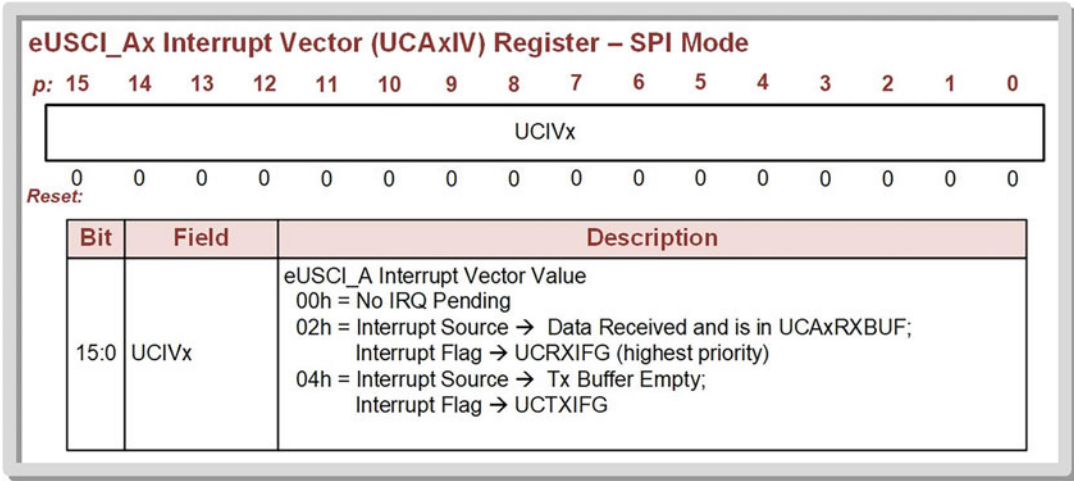 eUSCI_Ax Interrupt Vector (UCAxIV) Register – SPI Mode
p: 15 14 13 12 11 10 9 8 7 6 5 4 3 2 1 0
UCIVx
0 0 0 0 0 0 0 0 0 0 0 0 0 0 0 0
Reset:
Bit Field Description
eUSCI_A Interrupt Vector Value
00h = No IRQ Pending
02h = Interrupt Source → Data Received and is in UCAxRXBUF;
15:0 UCIVx Interrupt Flag → UCRXIFG (highest priority)
04h = Interrupt Source → Tx Buffer Empty;
Interrupt Flag → UCTXIFG